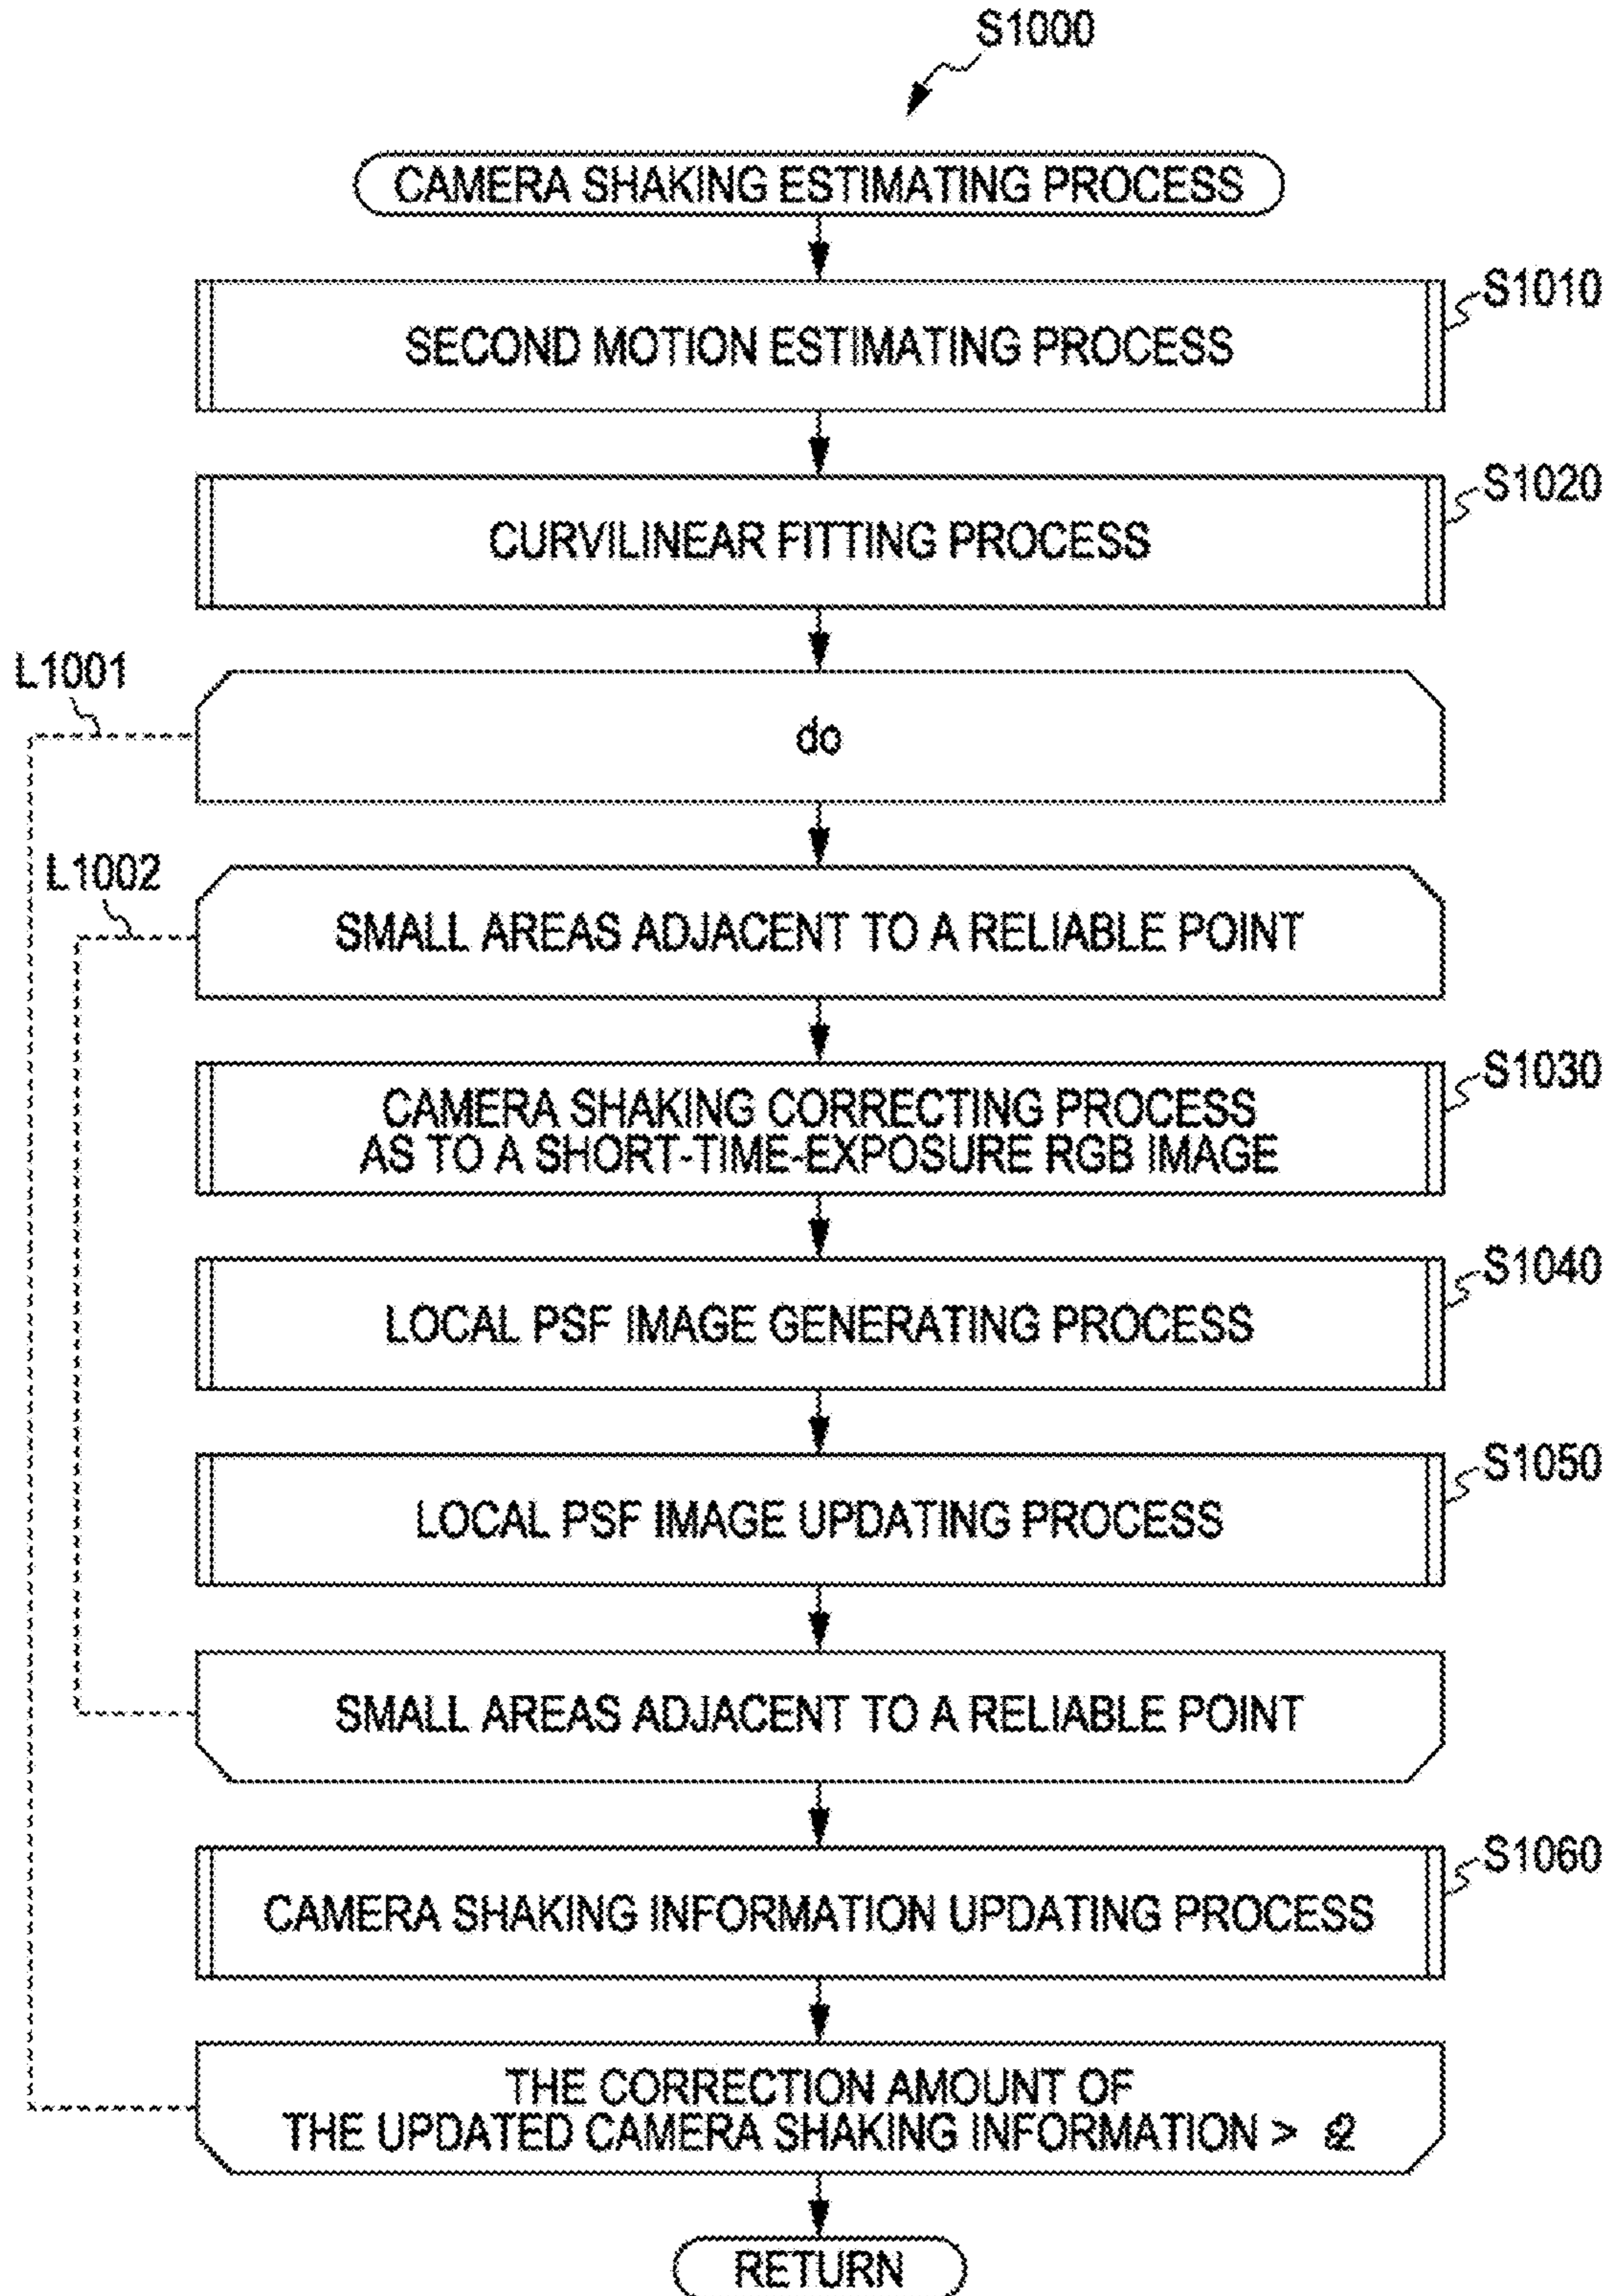 S1000
CAMERA SHAKING ESTIMATING PROCESS
S1010
SECOND MOTION ESTIMATING PROCESS
S1020
CURVILINEAR FITTING PROCESS
L1001
do
L1002
SMALL AREAS ADJACENT TO A RELIABLE POINT
S1030
CAMERA SHAKING CORRECTING PROCESS
AS TO A SHORT-TIME-EXPOSURE RGB IMAGE
S1040
LOCAL PSF IMAGE GENERATING PROCESS
S1050
LOCAL PSF IMAGE UPDATING PROCESS
SMALL AREAS ADJACENT TO A RELIABLE POINT
S1060
CAMERA SHAKING INFORMATION UPDATING PROCESS
THE CORRECTION AMOUNT OF
THE UPDATED CAMERA SHAKING INFORMATION > ε2
RETURN